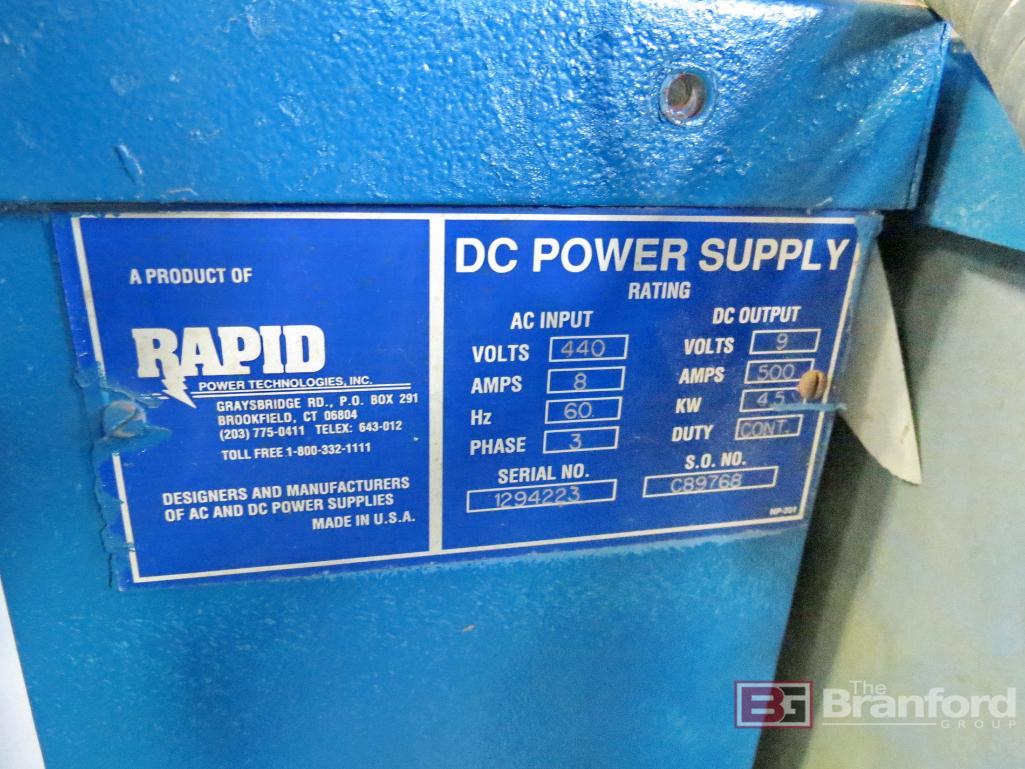 A PRODUCT OF
RAPID
POWER TECHNOLOGIES, INC.
GRAYSBRIDGE RD., P.O. BOX 291
BROOKFIELD, CT 06804
(203) 775-0411 TELEX: 643-012
TOLL FREE 1-800-332-1111
DESIGNERS AND MANUFACTURERS
OF AC AND DC POWER SUPPLIES
MADE IN U.S.A.
DC POWER SUPPLY
RATING
AC INPUT
VOLTS 440
AMPS 8
Hz 60
PHASE 3
SERIAL NO.
1294223
DC OUTPUT
VOLTS 9
AMPS 500
KW 4.5
DUTY CONT.
S.O. NO.
C89768
NP-201
BG The Branford
GROUP